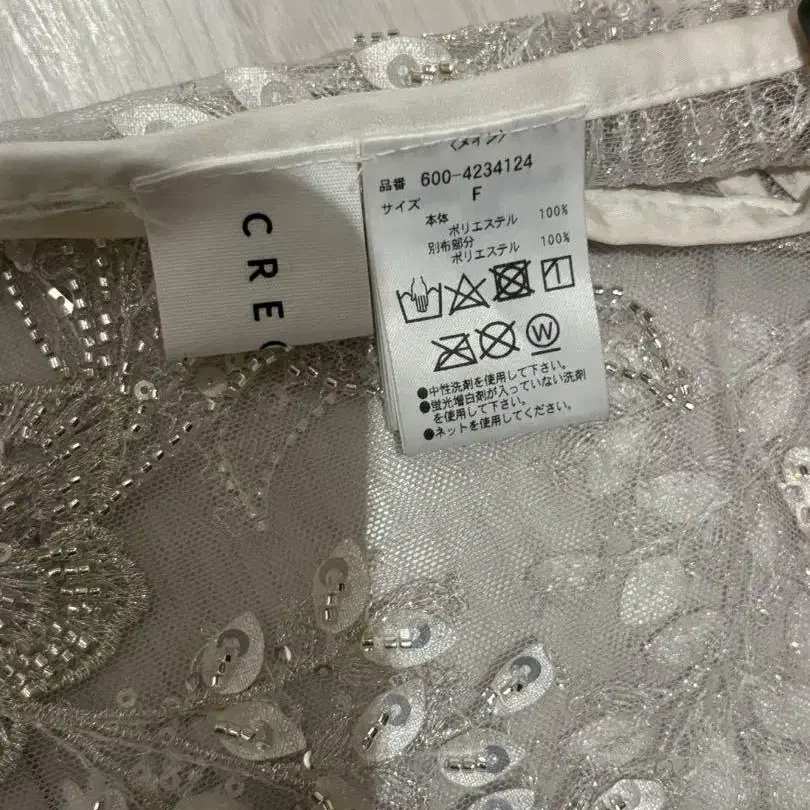 CREO
〈メイン〉
品番 600-4234124
サイズ F
本体
ポリエステル 100%
別布部分
ポリエステル 100%
W
●中性洗剤を使用して下さい。
●蛍光増白剤が入っていない洗剤
を使用して下さい。
●ネットを使用してください。